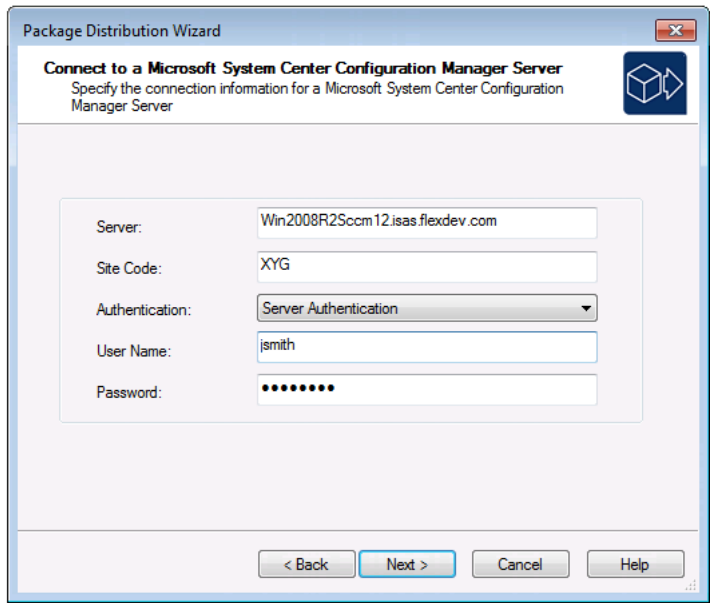 Package Distribution Wizard
Connect to a Microsoft System Center Configuration Manager Server
Specify the connection information for a Microsoft System Center Configuration
Manager Server
Server: Win2008R2Sccm12.isas.flexdev.com
Site Code: XYG
Authentication: Server Authentication
User Name: jsmith
Password: ●●●●●●●●
< Back Next > Cancel Help